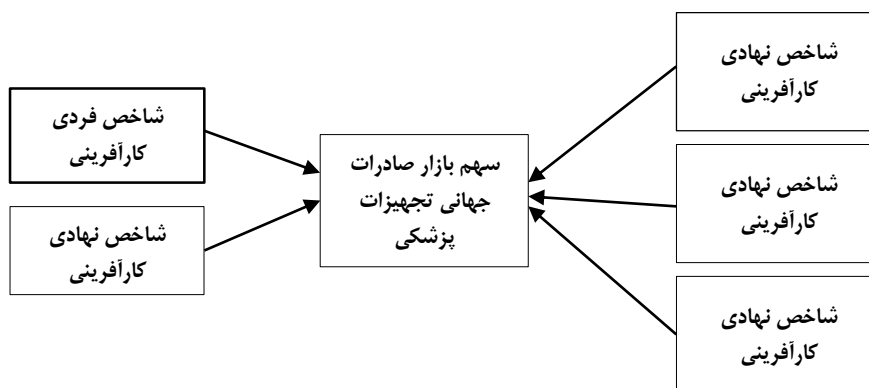 شاخص نهادی
کارآفرینی
شاخص فردی
کارآفرینی
سهم بازار صادرات
جهانی تجهیزات
پزشکی
شاخص نهادی
کارآفرینی
شاخص نهادی
کارآفرینی
شاخص نهادی
کارآفرینی